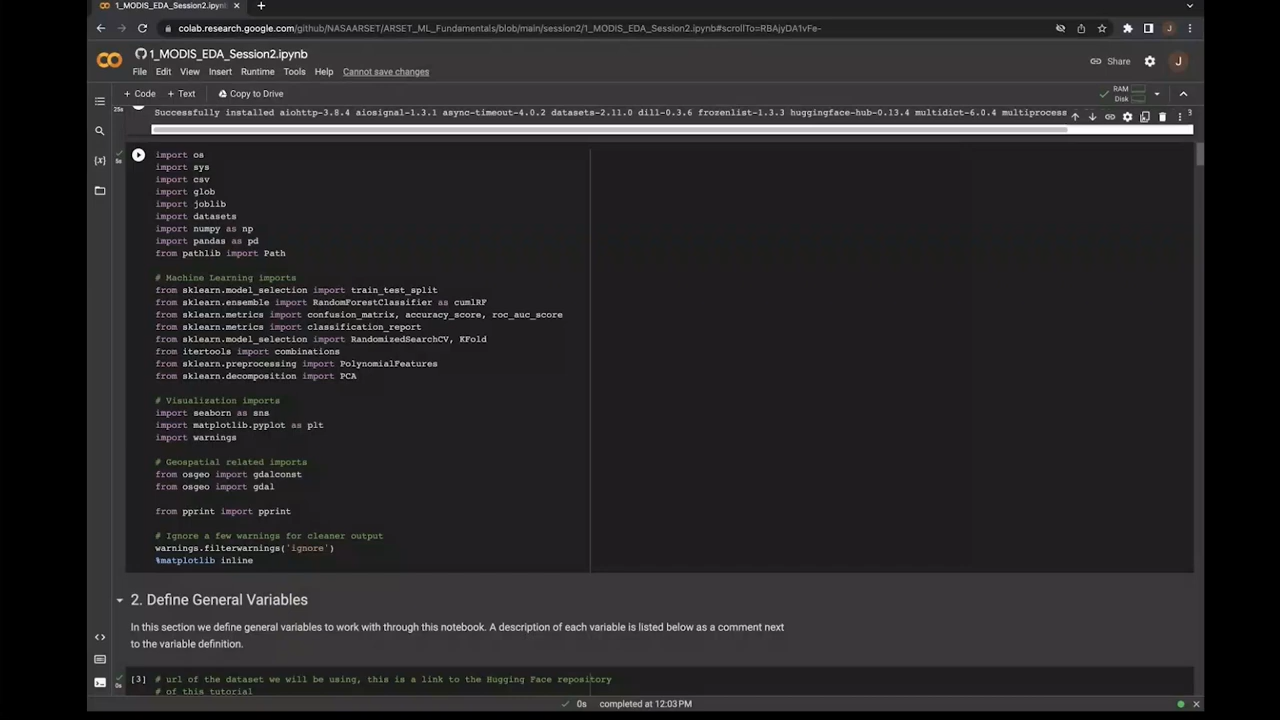 1_MODIS_EDA_Session2.ipynb
colab.research.google.com/github/NASAARSET/ARSET_ML_Fundamentals/blob/main/session2/1_MODIS_EDA_Session2.ipynb#scrollTo=RBAjyDA1vFe-
1_MODIS_EDA_Session2.ipynb
File Edit View Insert Runtime Tools Help Cannot save changes
Share
J
+ Code + Text Copy to Drive
RAM
Disk
25s
Successfully installed aiohttp-3.8.4 aiosignal-1.3.1 async-timeout-4.0.2 datasets-2.11.0 dill-0.3.6 frozenlist-1.3.3 huggingface-hub-0.13.4 multidict-6.0.4 multiprocess
import os
import sys
import csv
import glob
import joblib
import datasets
import numpy as np
import pandas as pd
from pathlib import Path
# Machine Learning imports
from sklearn.model_selection import train_test_split
from sklearn.ensemble import RandomForestClassifier as cumlRF
from sklearn.metrics import confusion_matrix, accuracy_score, roc_auc_score
from sklearn.metrics import classification_report
from sklearn.model_selection import RandomizedSearchCV, KFold
from itertools import combinations
from sklearn.preprocessing import PolynomialFeatures
from sklearn.decomposition import PCA
# Visualization imports
import seaborn as sns
import matplotlib.pyplot as plt
import warnings
# Geospatial related imports
from osgeo import gdalconst
from osgeo import gdal
from pprint import pprint
# Ignore a few warnings for cleaner output
warnings.filterwarnings('ignore')
%matplotlib inline
2. Define General Variables
In this section we define general variables to work with through this notebook. A description of each variable is listed below as a comment next
to the variable definition.
[3] # url of the dataset we will be using, this is a link to the Hugging Face repository
0s
# of this tutorial
0s completed at 12:03 PM